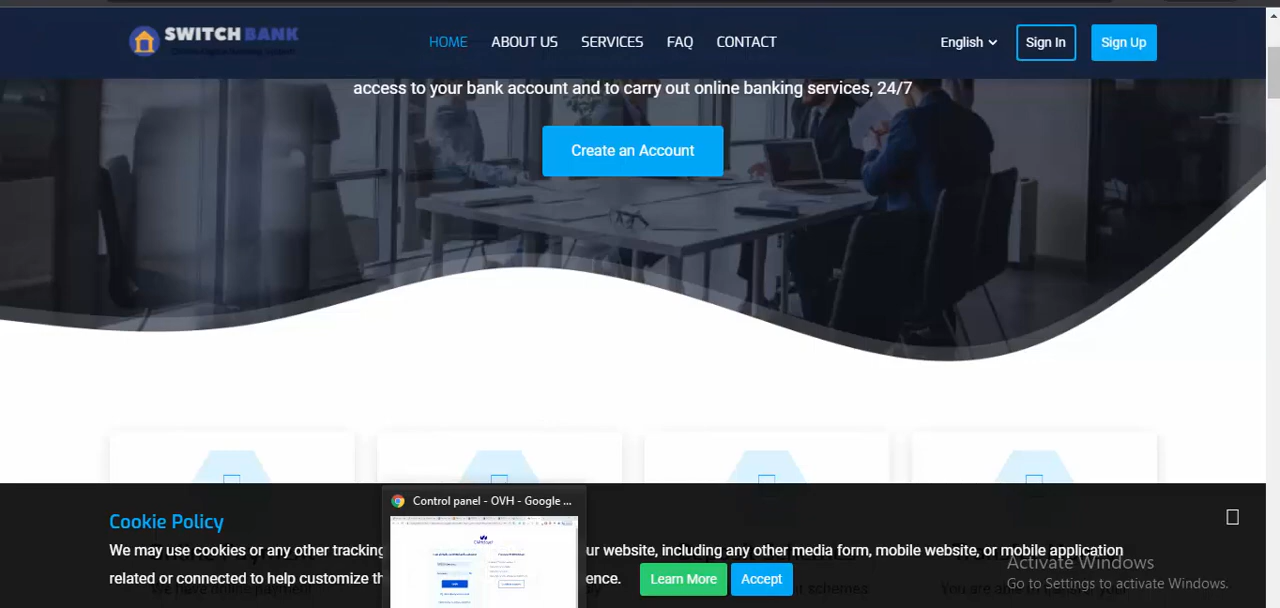 SWITCH BANK
HOME ABOUT US SERVICES FAQ CONTACT
English Sign In Sign Up
access to your bank account and to carry out online banking services, 24/7
Create an Account
Control panel - OVH - Google ...
Cookie Policy
We may use cookies or any other tracking ur website, including any other media form, mobile website, or mobile application
related or connected to help customize th ence. Learn More Accept
Activate Windows
Go to Settings to activate Windows.